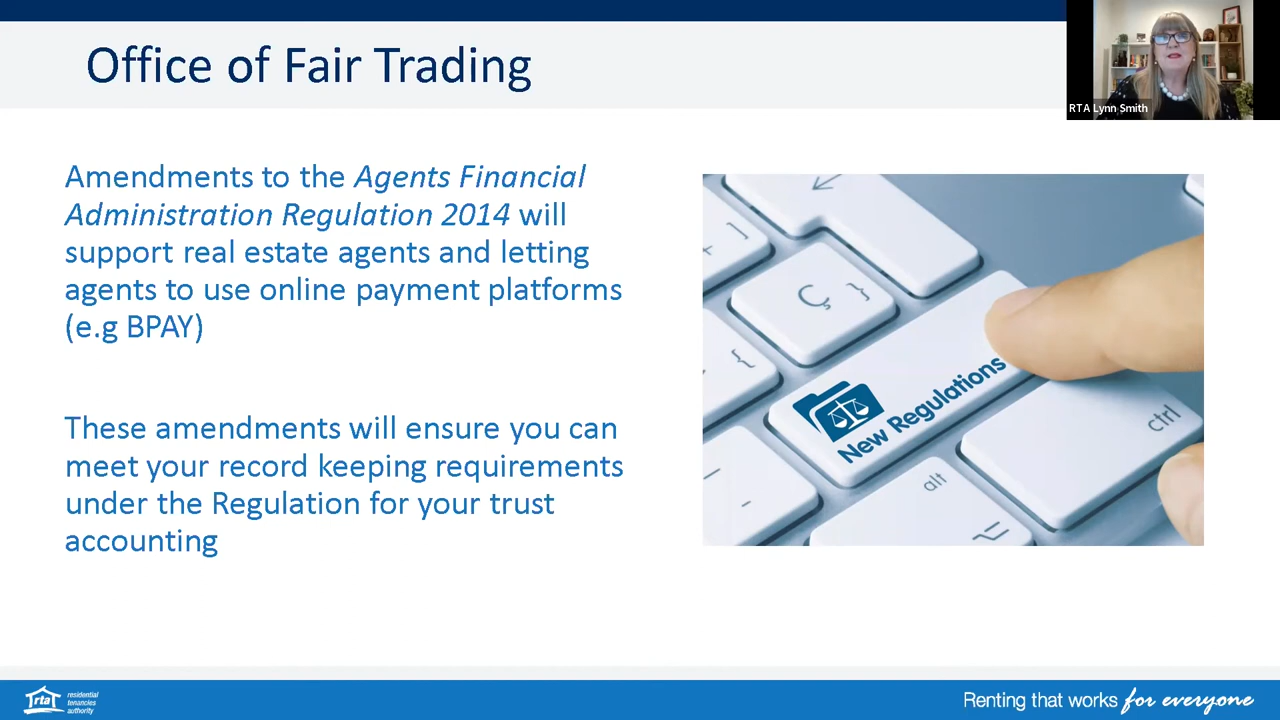 Office of Fair Trading
RTA Lynn Smith
Amendments to the Agents Financial
Administration Regulation 2014 will
support real estate agents and letting
agents to use online payment platforms
(e.g BPAY)
These amendments will ensure you can
meet your record keeping requirements
under the Regulation for your trust
accounting
+ ]
Ç }
{
New Regulations
ctrl
alt
-
rta
residential
tenancies
authority
Renting that works for everyone